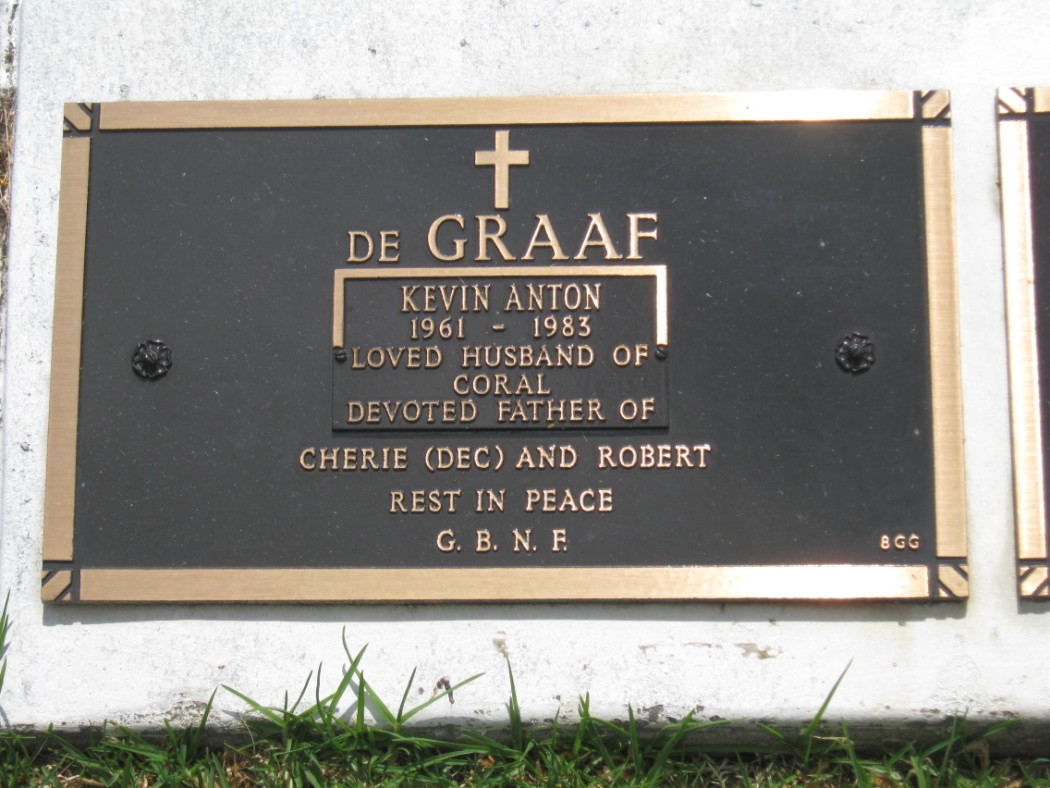 DE GRAAF
KEVIN ANTON
1961 - 1983
LOVED HUSBAND OF
CORAL
DEVOTED FATHER OF
CHERIE (DEC) AND ROBERT
REST IN PEACE
G. B. N. F.
8GG